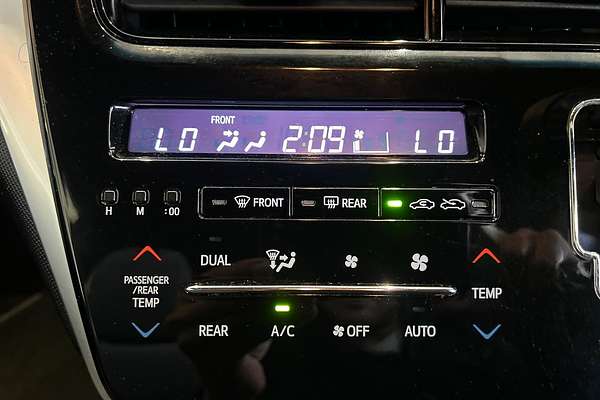 FRONT
LO 2:09 LO
H M :00 FRONT REAR
DUAL
PASSENGER
/REAR
TEMP
TEMP
REAR A/C OFF AUTO